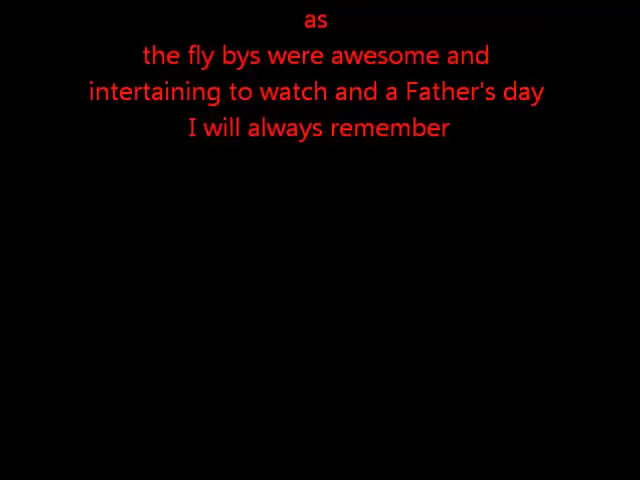 as
the fly bys were awesome and
intertaining to watch and a Father's day
I will always remember